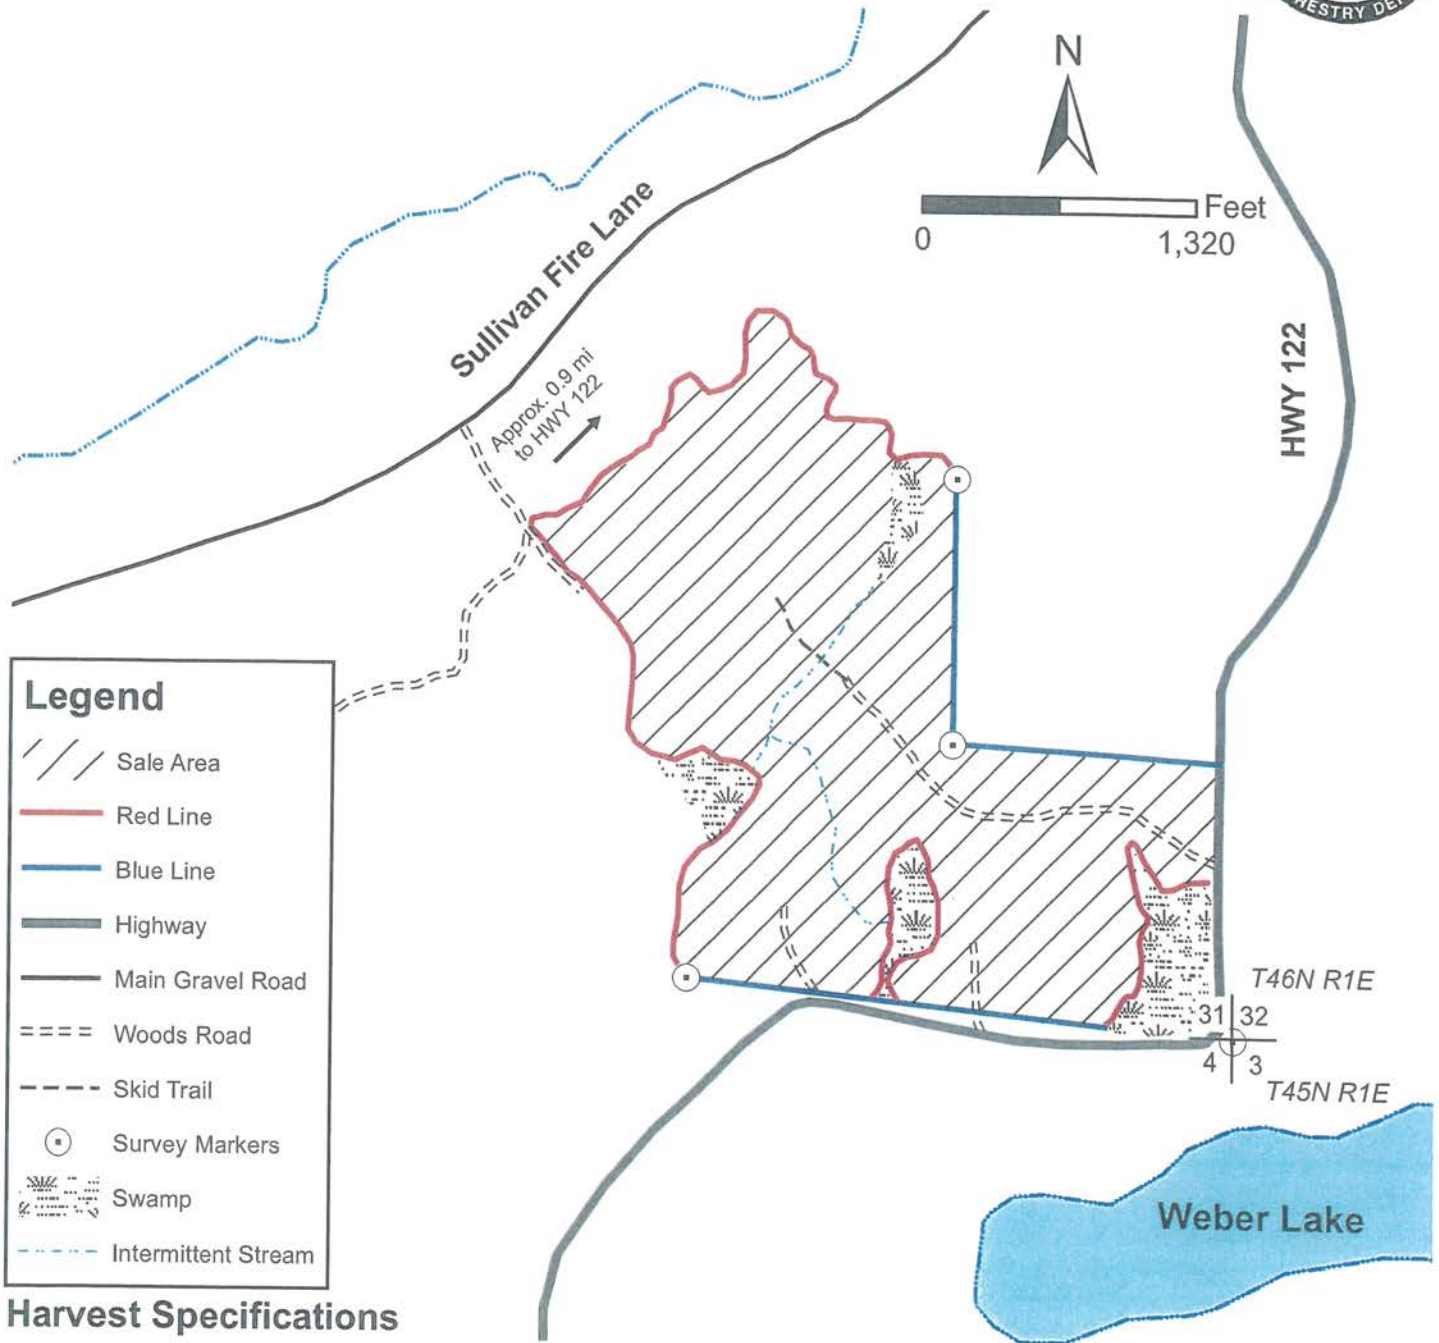 N
Feet
0
1,320
Sullivan Fire Lane
Approx. 0.9 mi
to HWY 122
HWY 122
Legend
Sale Area
Red Line
Blue Line
Highway
Main Gravel Road
Woods Road
Skid Trail
Survey Markers
Swamp
Intermittent Stream
T46N R1E
31 32
4 3
T45N R1E
Weber Lake
Harvest Specifications